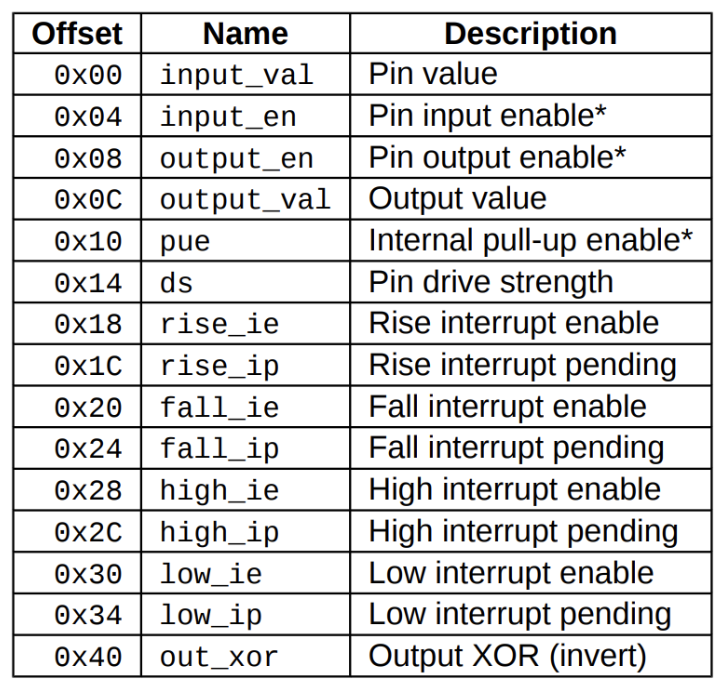 Offset Name Description
0x00 input_val Pin value
0x04 input_en Pin input enable*
0x08 output_en Pin output enable*
0x0C output_val Output value
0x10 pue Internal pull-up enable*
0x14 ds Pin drive strength
0x18 rise_ie Rise interrupt enable
0x1C rise_ip Rise interrupt pending
0x20 fall_ie Fall interrupt enable
0x24 fall_ip Fall interrupt pending
0x28 high_ie High interrupt enable
0x2C high_ip High interrupt pending
0x30 low_ie Low interrupt enable
0x34 low_ip Low interrupt pending
0x40 out_xor Output XOR (invert)